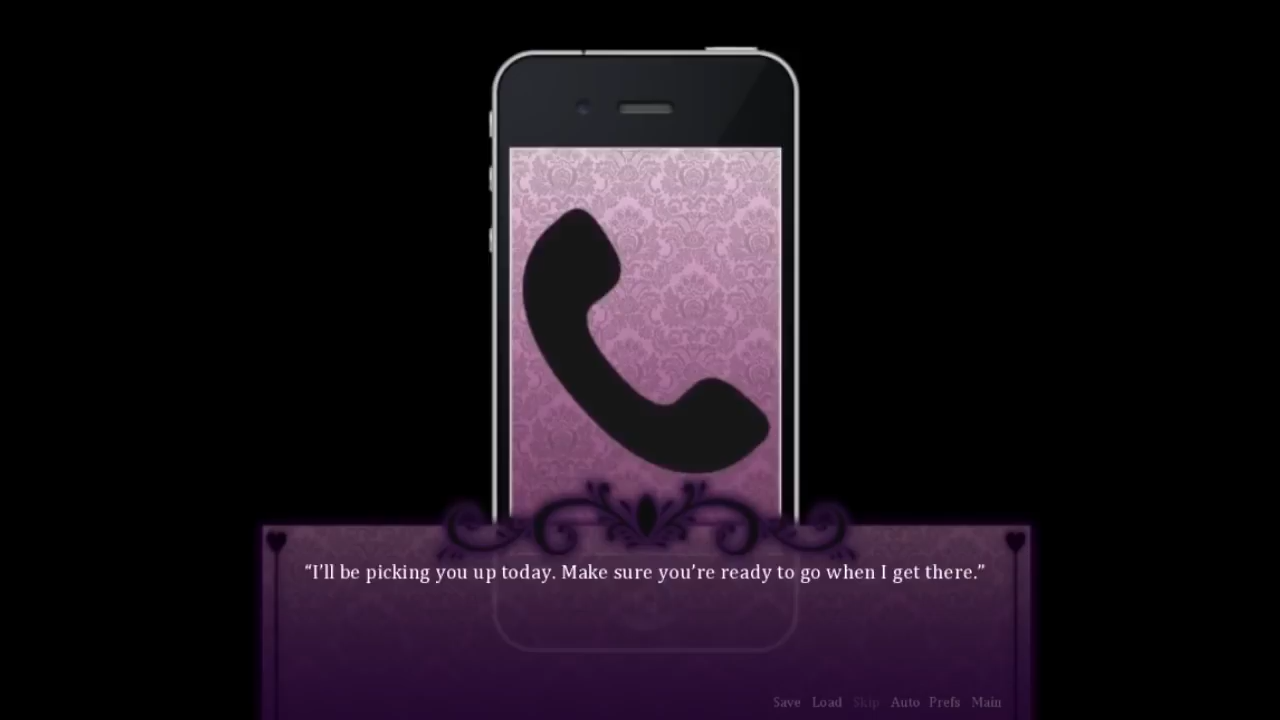 “I’ll be picking you up today. Make sure you’re ready to go when I get there.”
Save Load Skip Auto Prefs Main